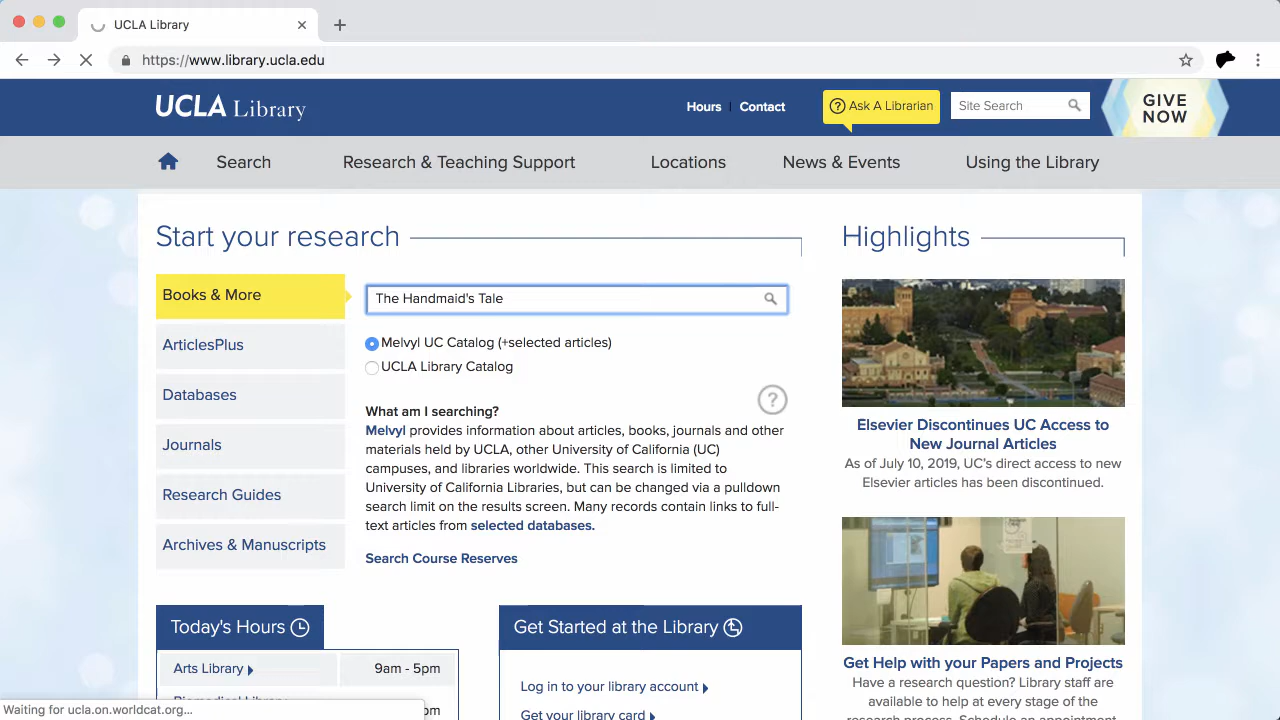 UCLA Library
https://www.library.ucla.edu
UCLA Library
Hours
Contact
Ask A Librarian
Site Search
GIVE
NOW
Search
Research & Teaching Support
Locations
News & Events
Using the Library
Start your research
Books & More
ArticlesPlus
Databases
Journals
Research Guides
Archives & Manuscripts
The Handmaid's Tale
Melvyl UC Catalog (+selected articles)
UCLA Library Catalog
What am I searching?
Melvyl provides information about articles, books, journals and other
materials held by UCLA, other University of California (UC)
campuses, and libraries worldwide. This search is limited to
University of California Libraries, but can be changed via a pulldown
search limit on the results screen. Many records contain links to full-
text articles from selected databases.
Search Course Reserves
Highlights
Elsevier Discontinues UC Access to
New Journal Articles
As of July 10, 2019, UC's direct access to new
Elsevier articles has been discontinued.
Get Help with your Papers and Projects
Have a research question? Library staff are
available to help at every stage of the
Today's Hours
Arts Library
9am - 5pm
Get Started at the Library
Log in to your library account
Get your library card
Waiting for ucla.on.worldcat.org...